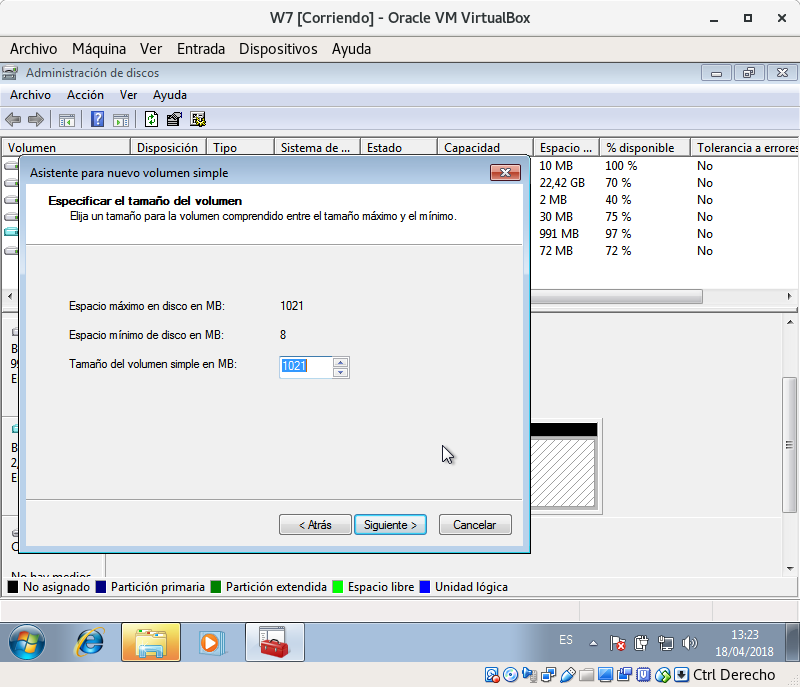 W7 [Corriendo] - Oracle VM VirtualBox
Archivo Máquina Ver Entrada Dispositivos Ayuda
Administración de discos
Archivo Acción Ver Ayuda
Volumen Disposición Tipo Sistema de ... Estado Capacidad Espacio ... % disponible Tolerancia a errores
10 MB 100 % No
22,42 GB 70 % No
2 MB 40 % No
30 MB 75 % No
991 MB 97 % No
72 MB 72 % No
Asistente para nuevo volumen simple
Especificar el tamaño del volumen
Elija un tamaño para la volumen comprendido entre el tamaño máximo y el mínimo.
Espacio máximo en disco en MB: 1021
Espacio mínimo de disco en MB: 8
Tamaño del volumen simple en MB: 1021
< Atrás Siguiente > Cancelar
B
99
E
B
2,
E
No hay medios
No asignado Partición primaria Partición extendida Espacio libre Unidad lógica
ES 13:23
18/04/2018
Ctrl Derecho